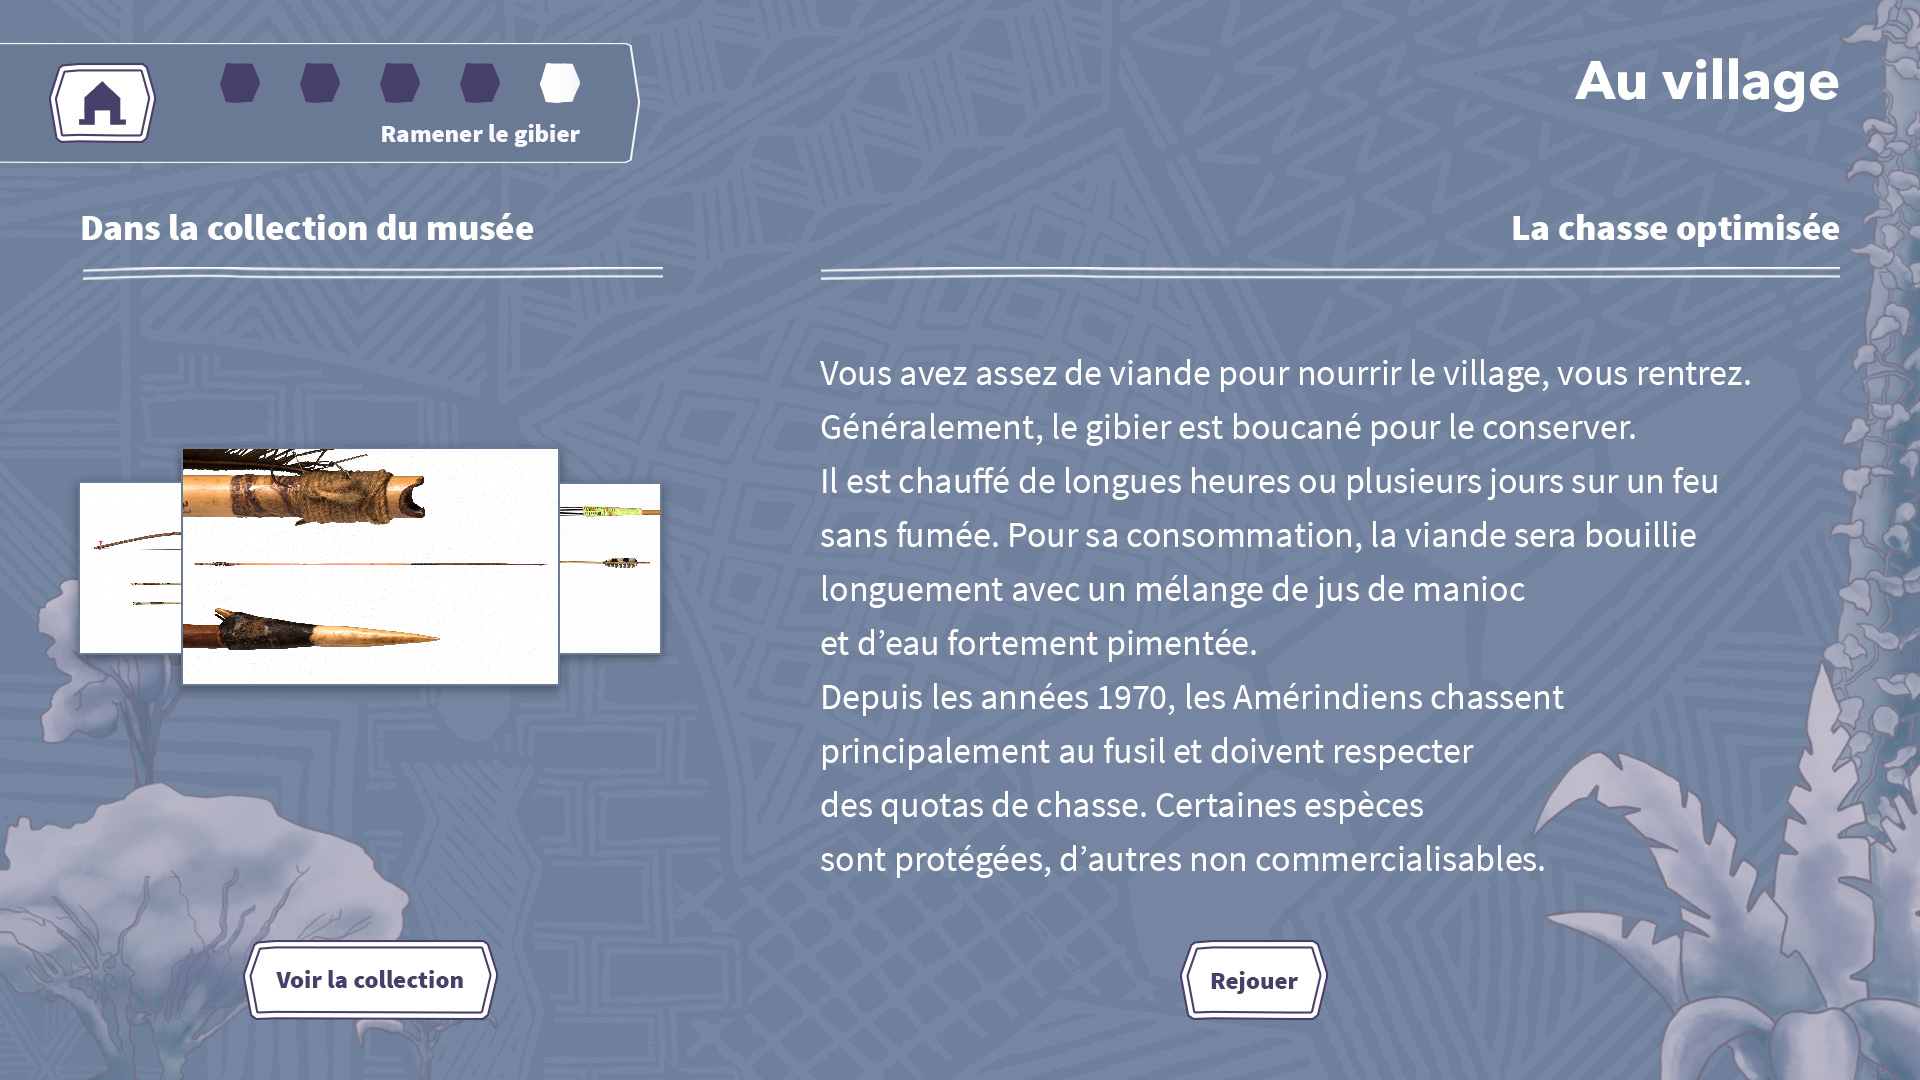 Ramener le gibier
Au village
Dans la collection du musée
La chasse optimisée
Vous avez assez de viande pour nourrir le village, vous rentrez.
Généralement, le gibier est boucané pour le conserver.
Il est chauffé de longues heures ou plusieurs jours sur un feu
sans fumée. Pour sa consommation, la viande sera bouillie
longuement avec un mélange de jus de manioc
et d’eau fortement pimentée.
Depuis les années 1970, les Amérindiens chassent
principalement au fusil et doivent respecter
des quotas de chasse. Certaines espèces
sont protégées, d’autres non commercialisables.
Voir la collection
Rejouer